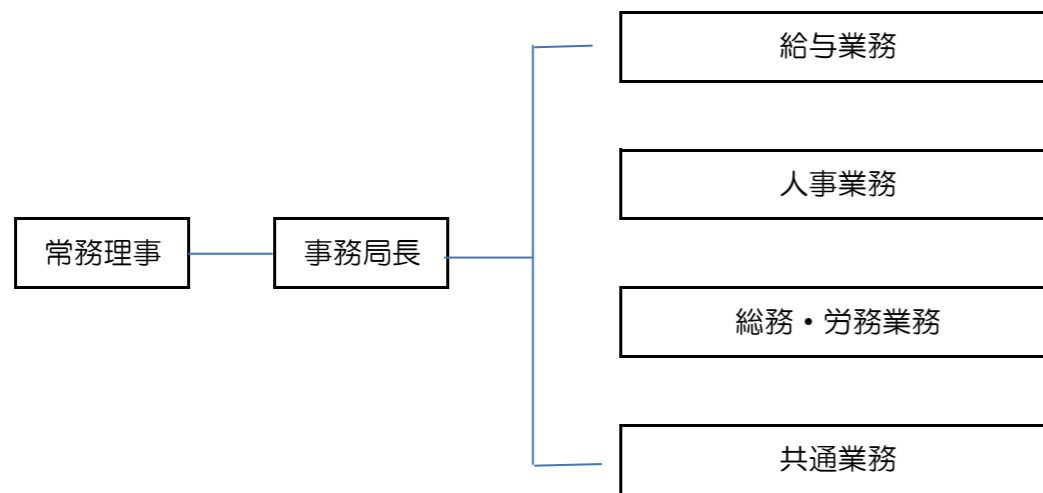 給与業務
人事業務
常務理事
事務局長
総務・労務業務
共通業務